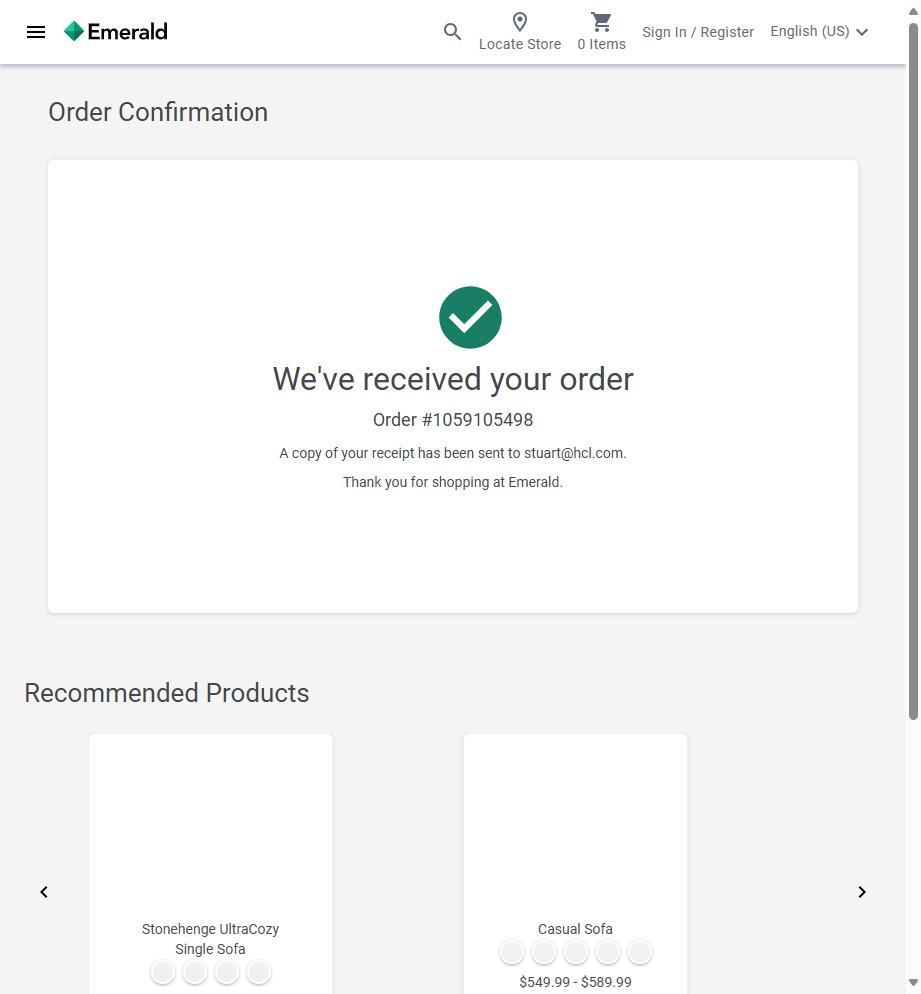 Emerald
Locate Store
0 Items
Sign In / Register
English (US)
Order Confirmation
We've received your order
Order #1059105498
A copy of your receipt has been sent to stuart@hcl.com.
Thank you for shopping at Emerald.
Recommended Products
Stonehenge UltraCozy
Single Sofa
Casual Sofa
$549.99 - $589.99